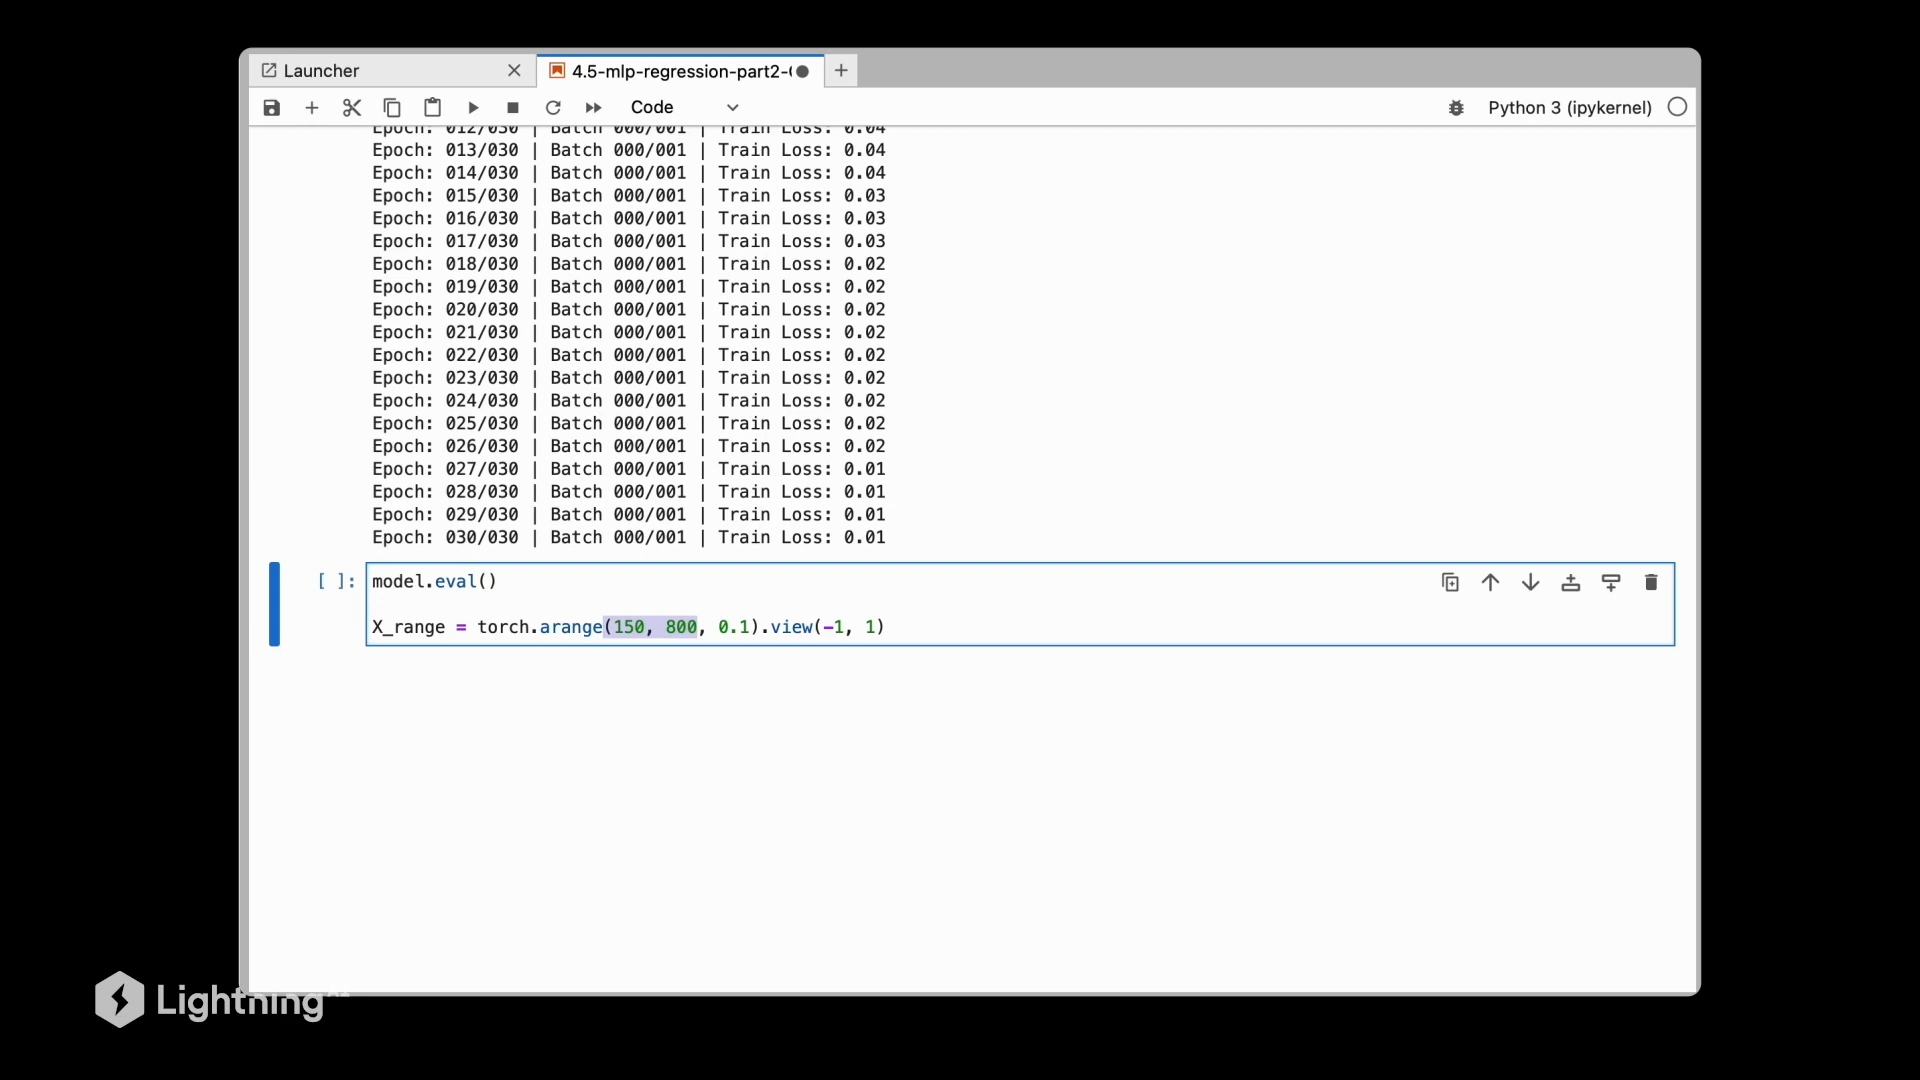 Launcher
4.5-mlp-regression-part2-(
Code
Python 3 (ipykernel)
Epoch: 012/030 | Batch 000/001 | Train Loss: 0.04
Epoch: 013/030 | Batch 000/001 | Train Loss: 0.04
Epoch: 014/030 | Batch 000/001 | Train Loss: 0.04
Epoch: 015/030 | Batch 000/001 | Train Loss: 0.03
Epoch: 016/030 | Batch 000/001 | Train Loss: 0.03
Epoch: 017/030 | Batch 000/001 | Train Loss: 0.03
Epoch: 018/030 | Batch 000/001 | Train Loss: 0.02
Epoch: 019/030 | Batch 000/001 | Train Loss: 0.02
Epoch: 020/030 | Batch 000/001 | Train Loss: 0.02
Epoch: 021/030 | Batch 000/001 | Train Loss: 0.02
Epoch: 022/030 | Batch 000/001 | Train Loss: 0.02
Epoch: 023/030 | Batch 000/001 | Train Loss: 0.02
Epoch: 024/030 | Batch 000/001 | Train Loss: 0.02
Epoch: 025/030 | Batch 000/001 | Train Loss: 0.02
Epoch: 026/030 | Batch 000/001 | Train Loss: 0.02
Epoch: 027/030 | Batch 000/001 | Train Loss: 0.01
Epoch: 028/030 | Batch 000/001 | Train Loss: 0.01
Epoch: 029/030 | Batch 000/001 | Train Loss: 0.01
Epoch: 030/030 | Batch 000/001 | Train Loss: 0.01
[ ]: model.eval()
X_range = torch.arange(150, 800, 0.1).view(-1, 1)
Lightning